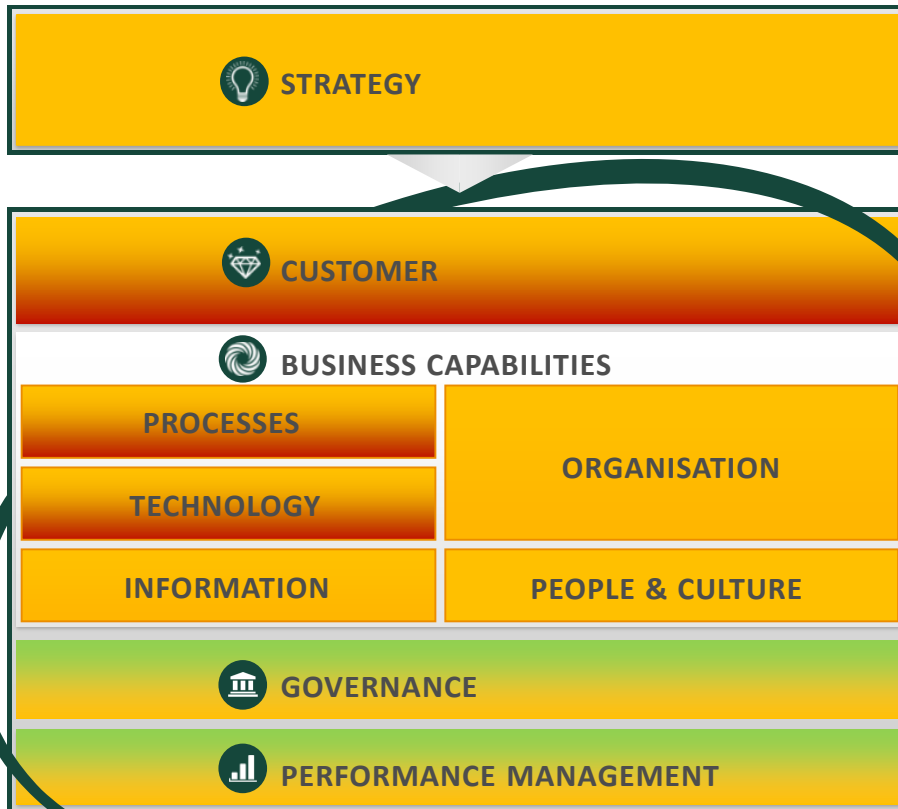 STRATEGY
CUSTOMER
BUSINESS CAPABILITIES
PROCESSES
ORGANISATION
TECHNOLOGY
INFORMATION
PEOPLE & CULTURE
GOVERNANCE
PERFORMANCE MANAGEMENT